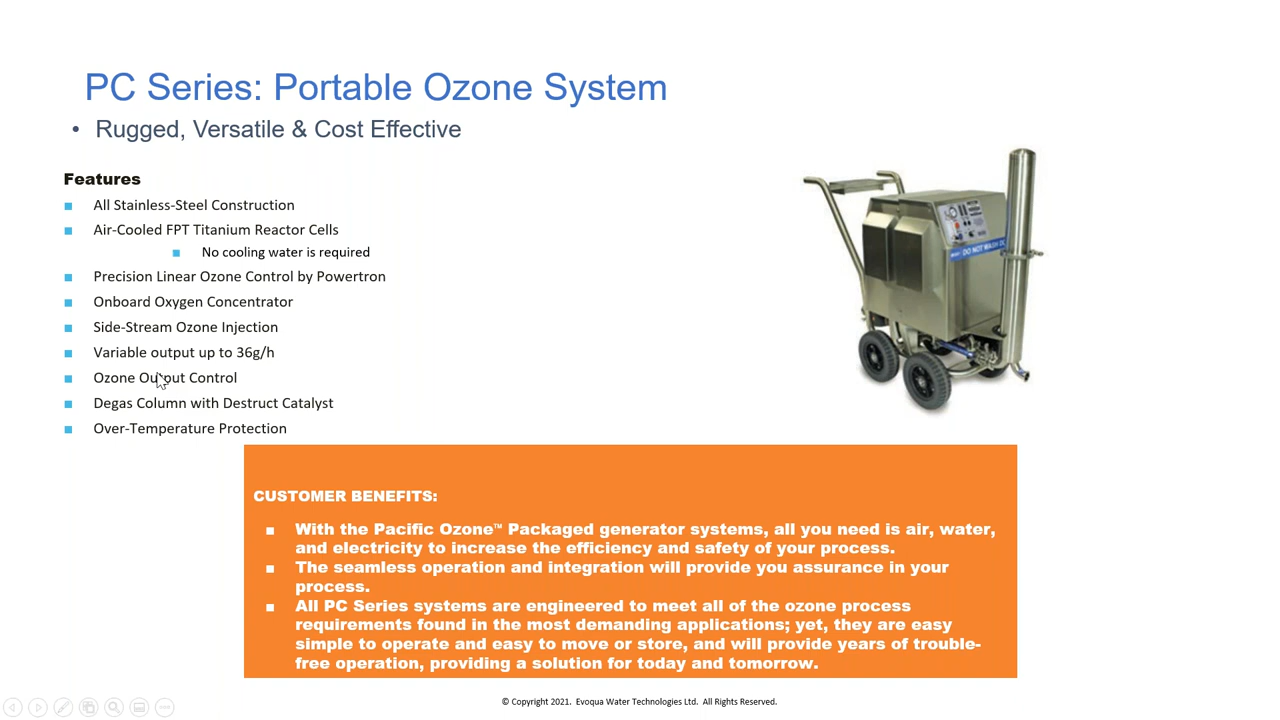 PC Series: Portable Ozone System
• Rugged, Versatile & Cost Effective
Features
■ All Stainless-Steel Construction
■ Air-Cooled FPT Titanium Reactor Cells
■ No cooling water is required
■ Precision Linear Ozone Control by Powertron
■ Onboard Oxygen Concentrator
■ Side-Stream Ozone Injection
■ Variable output up to 36g/h
■ Ozone Output Control
■ Degas Column with Destruct Catalyst
■ Over-Temperature Protection
DO NOT WASH
CUSTOMER BENEFITS:
■ With the Pacific Ozone™ Packaged generator systems, all you need is air, water,
and electricity to increase the efficiency and safety of your process.
■ The seamless operation and integration will provide you assurance in your
process.
■ All PC Series systems are engineered to meet all of the ozone process
requirements found in the most demanding applications; yet, they are easy
simple to operate and easy to move or store, and will provide years of trouble-
free operation, providing a solution for today and tomorrow.
© Copyright 2021. Evoqua Water Technologies Ltd. All Rights Reserved.